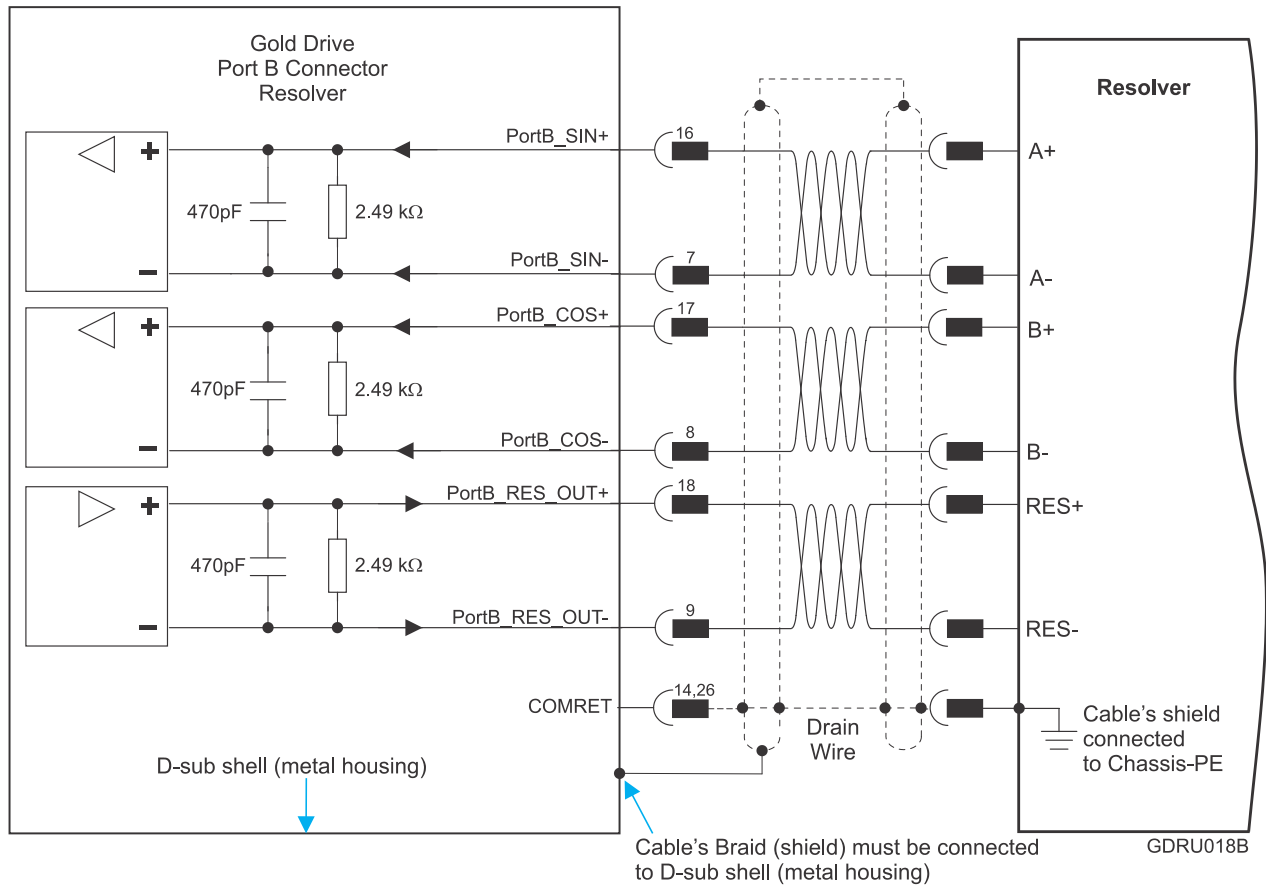 Gold Drive
Port B Connector
Resolver
Resolver
PortB_SIN+
16
A+
470pF
2.49 kΩ
PortB_SIN-
7
A-
PortB_COS+
17
B+
470pF
2.49 kΩ
PortB_COS-
8
B-
PortB_RES_OUT+
18
RES+
470pF
2.49 kΩ
PortB_RES_OUT-
9
RES-
COMRET
14,26
Drain
Wire
Cable's shield
connected
to Chassis-PE
D-sub shell (metal housing)
Cable's Braid (shield) must be connected
to D-sub shell (metal housing)
GDRU018B